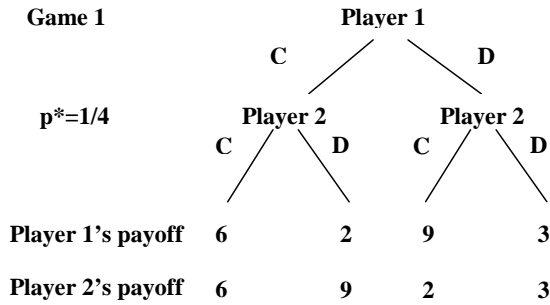 Game 1 Player 1
C D
p*=1/4 Player 2 Player 2
C D C D
Player 1's payoff 6 2 9 3
Player 2's payoff 6 9 2 3